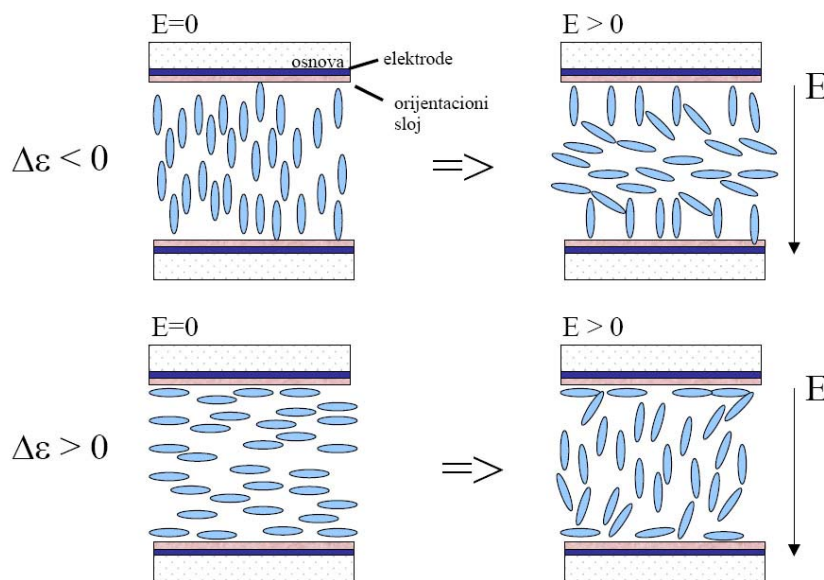 E=0
E > 0
osnova
elektrode
orijentacioni
sloj
E
Δε < 0
=>
E=0
E > 0
E
Δε > 0
=>